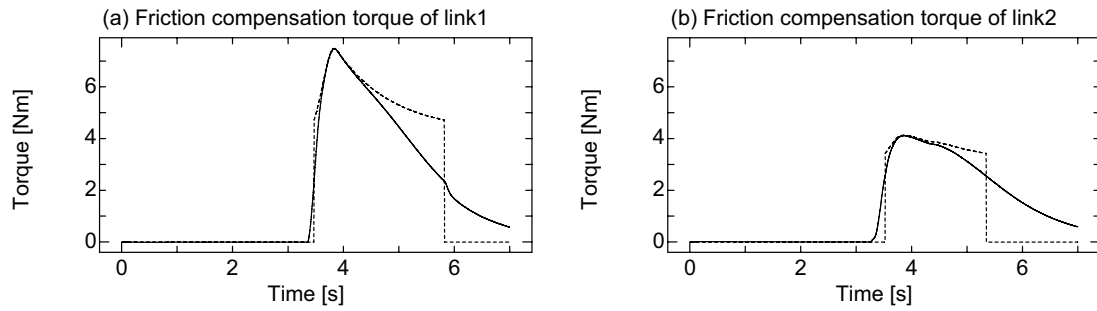 (a) Friction compensation torque of link1
(b) Friction compensation torque of link2
Torque [Nm]
6
4
2
0
0 2 4 6
Time [s]
Torque [Nm]
6
4
2
0
0 2 4 6
Time [s]